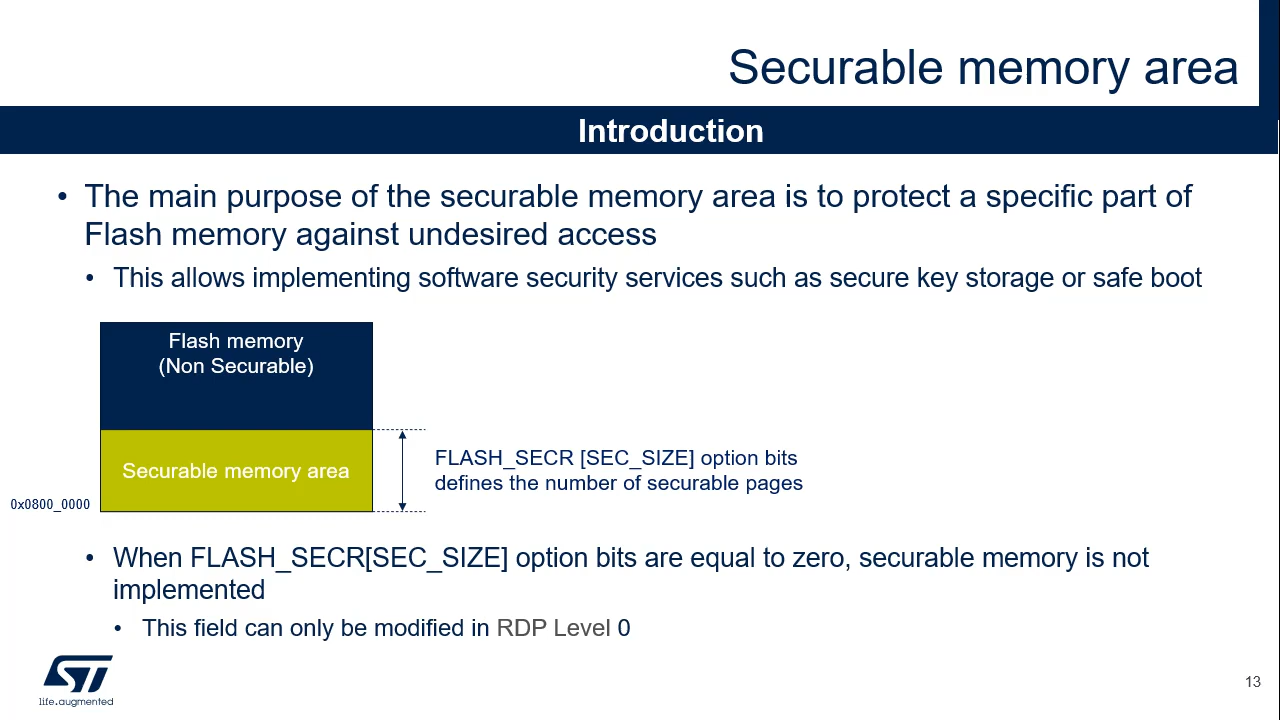 Securable memory area
Introduction
• The main purpose of the securable memory area is to protect a specific part of
Flash memory against undesired access
• This allows implementing software security services such as secure key storage or safe boot
Flash memory
(Non Securable)
Securable memory area
0x0800_0000
FLASH_SECR [SEC_SIZE] option bits
defines the number of securable pages
• When FLASH_SECR[SEC_SIZE] option bits are equal to zero, securable memory is not
implemented
• This field can only be modified in RDP Level 0
ST
life.augmented
13